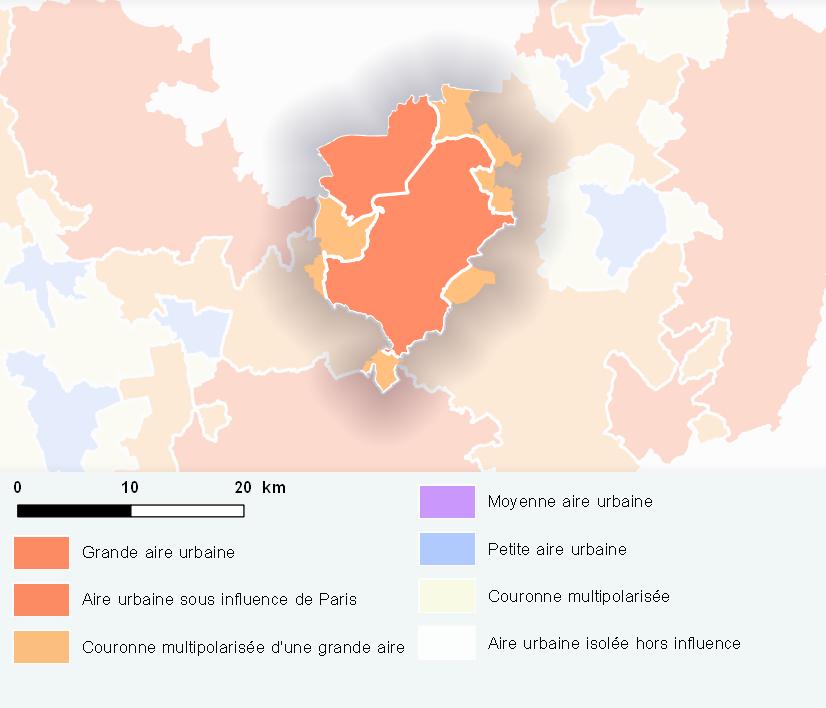 0 10 20 km
Grande aire urbaine
Aire urbaine sous influence de Paris
Couronne multipolarisée d'une grande aire
Moyenne aire urbaine
Petite aire urbaine
Couronne multipolarisée
Aire urbaine isolée hors influence